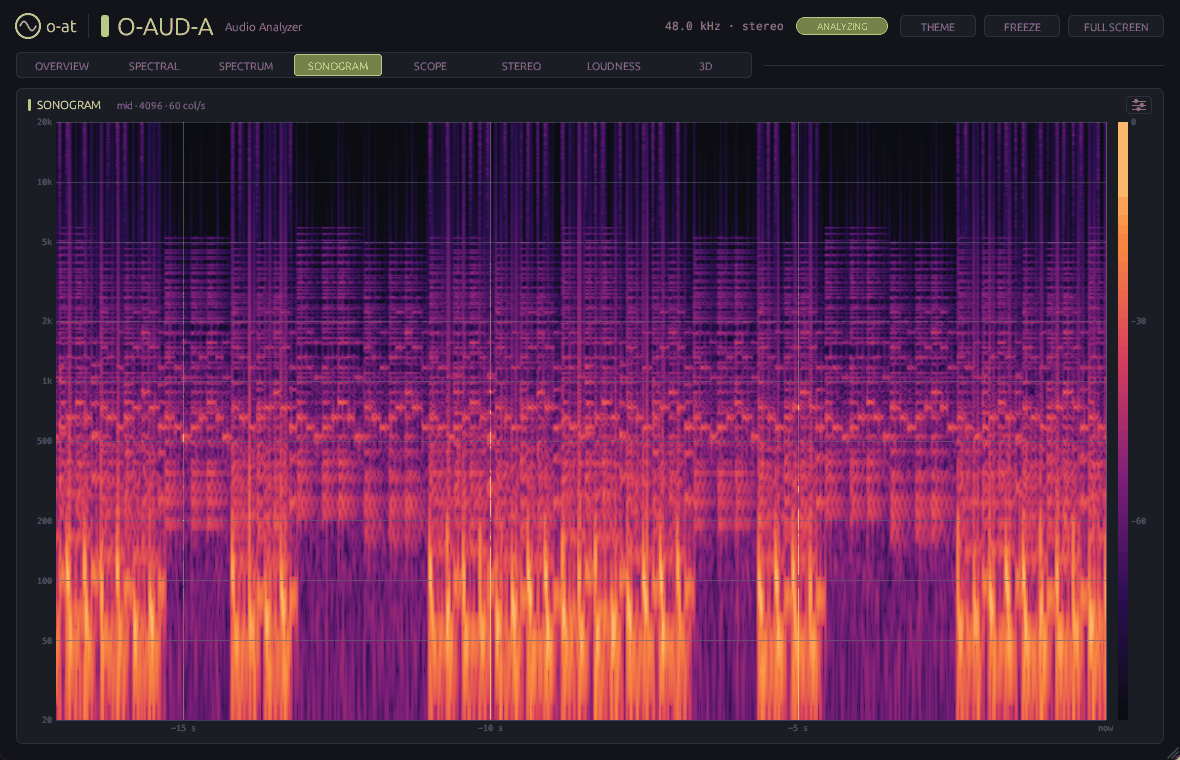 o-at O-AUD-A Audio Analyzer 48.0 kHz · stereo ANALYZING THEME FREEZE FULLSCREEN
OVERVIEW SPECTRAL SPECTRUM SONOGRAM SCOPE STEREO LOUDNESS 3D
SONOGRAM mid · 4096 · 60 col/s
20k 0
10k
5k
2k -30
1k
500
200 -60
100
50
20
-15 s -10 s -5 s now